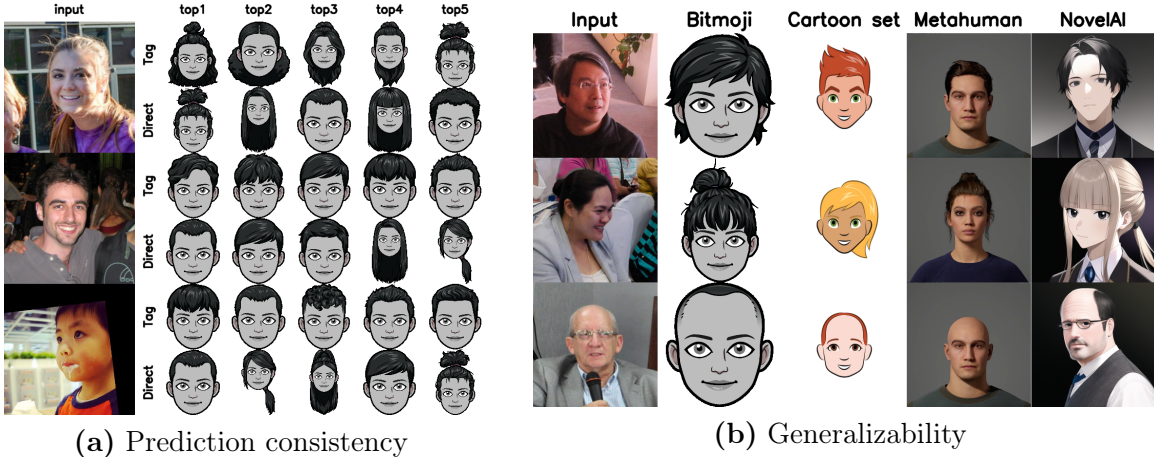 input top1 top2 top3 top4 top5
Tag
Direct
Tag
Direct
Tag
Direct
(a) Prediction consistency
Input Bitmoji Cartoon set Metahuman NovelAI
(b) Generalizability